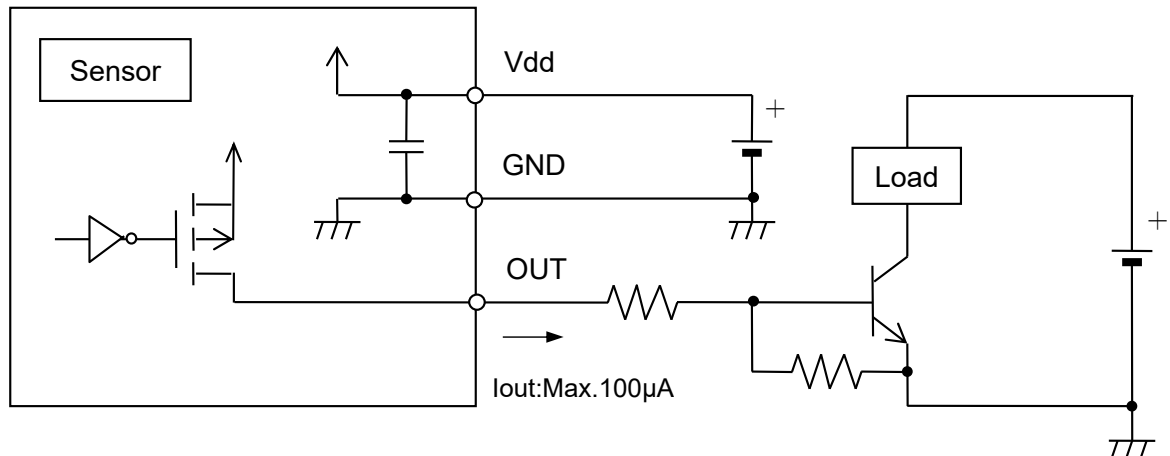 Sensor
Vdd
+
GND
Load
+
OUT
Iout:Max.100µA